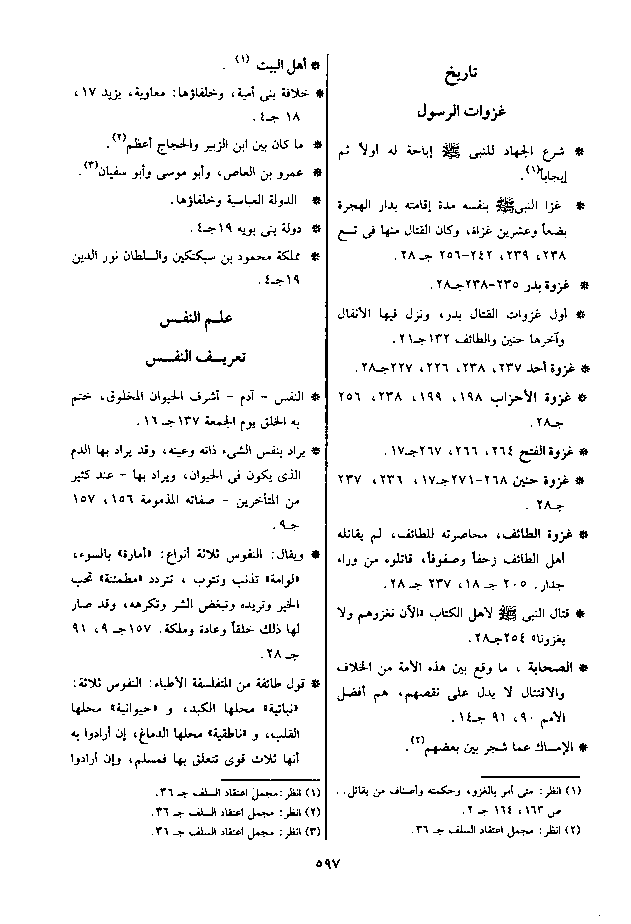 تاريخ
غزوات الرسول
* شرع الجهاد للنبي ﷺ إباحة له أولاً ثم
إيجاباً(١).
* غزا النبي ﷺ بنفسه مدة إقامته بدار الهجرة
بضعاً وعشرين غزاة، وكان القتال منها فى تسع
٢٣٨، ٢٣٩، ٢٤٢-٢٥٦ جـ ٢٨.
* غزوة بدر ٢٣٥-٢٣٨جـ٢٨.
* أول غزوات القتال بدر، ونزل فيها الأنفال
وآخرها حنين والطائف ١٣٢ جـ٢١.
* غزوة أحد ٢٣٧، ٢٣٨، ٢٢٦، ٢٢٧جـ٢٨.
* غزوة الأحزاب ١٩٨، ١٩٩، ٢٣٨، ٢٥٦
جـ٢٨.
* غزوة الفتح ٢٦٤، ٢٦٦، ٢٦٧جـ١٧.
* غزوة حنين ٢٦٨-٢٧١جـ١٧، ٢٣٦، ٢٣٧
جـ٢٨.
* غزوة الطائف، محاصرته للطائف، لم يقاتله
أهل الطائف زحفاً وصفوفاً، قاتلوه من وراء
جدار. ٢٠٥ جـ ١٨، ٢٣٧ جـ ٢٨.
* قتال النبي ﷺ لأهل الكتاب «الآن نغزوهم ولا
يغزونا» ٢٥٤جـ٢٨.
* الصحابة ، ما وقع بين هذه الأمة من الخلاف
والاقتتال لا يدل على نقصهم، هم أفضل
الأمم ٩٠، ٩١ جـ١٤.
* الإمساك عما شجر بين بعضهم(٢).
(١) انظر: متى أمر بالغزو، وحكمته وأصناف من يقاتل..
ص ١٦٣، ١٦٤ جـ ٢.
(٢) انظر: مجمل اعتقاد السلف جـ ٣٦.
* أهل البيت (١) .
* خلافة بنى أمية، وخلفاؤها: معاوية، يزيد ١٧،
١٨ جـ٤.
* ما كان بين ابن الزبير والحجاج أعظم(٢).
* عمرو بن العاص، وأبو موسى وأبو سفيان(٣).
* الدولة العباسية وخلفاؤها.
* دولة بنى بويه ١٩جـ٤.
* مملكة محمود بن سبكتكين والسلطان نور الدين
١٩جـ٤.
علم النفس
تعريف النفس
* النفس - آدم - أشرف الحيوان المخلوق، ختم
به الخلق يوم الجمعة ١٣٧ جـ ١٦.
* يراد بنفس الشىء ذاته وعينه، وقد يراد بها الدم
الذى يكون فى الحيوان، ويراد بها - عند كثير
من المتأخرين - صفاته المذمومة ١٥٦، ١٥٧
جـ٩.
* ويقال: النفوس ثلاثة أنواع: «أمارة» بالسوء،
«لوامة» تذنب وتتوب ، تتردد «مطمئنة» تحب
الخير وتريده وتبغض الشر وتكرهه، وقد صار
لها ذلك خلقاً وعادة وملكة. ١٥٧ جـ ٩، ٩١
جـ ٢٨.
* قول طائفة من المتفلسفة الأطباء: النفوس ثلاثة:
«نباتية» محلها الكبد، و «حيوانية» محلها
القلب، و «ناطقية» محلها الدماغ، إن أرادوا به
أنها ثلاث قوى تتعلق بها فمسلم، وإن أرادوا
(١) انظر: مجمل اعتقاد السلف جـ ٣٦.
(٢) انظر: مجمل اعتقاد السلف جـ ٣٦.
(٣) انظر: مجمل اعتقاد السلف جـ ٣٦.
٥٩٧